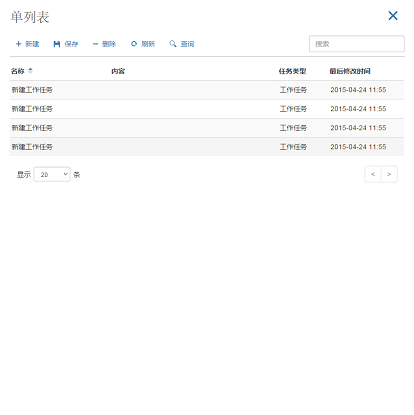 单列表
新建 保存 删除 刷新 查询 搜索
名称 内容 任务类型 最后修改时间
新建工作任务 工作任务 2015-04-24 11:55
新建工作任务 工作任务 2015-04-24 11:55
新建工作任务 工作任务 2015-04-24 11:55
新建工作任务 工作任务 2015-04-24 11:55
显示 20 条 < >